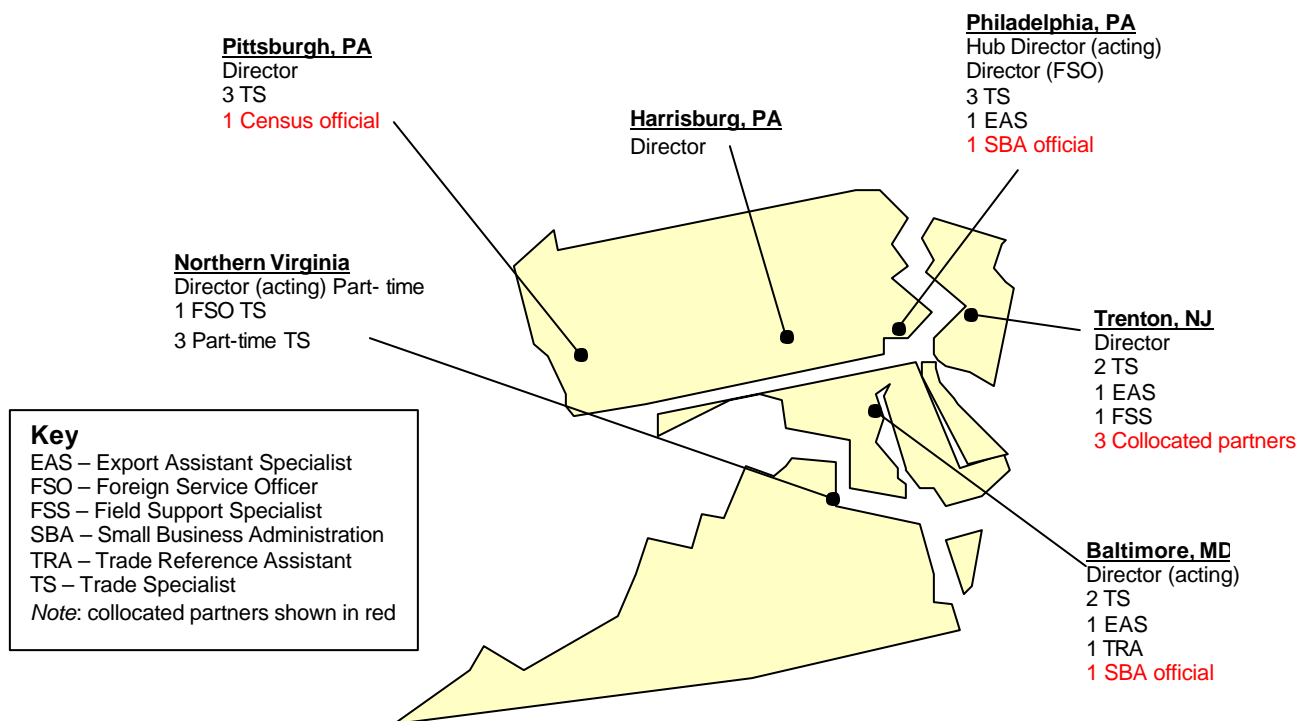 Pittsburgh, PA
Director
3 TS
1 Census official
Harrisburg, PA
Director
Philadelphia, PA
Hub Director (acting)
Director (FSO)
3 TS
1 EAS
1 SBA official
Northern Virginia
Director (acting) Part- time
1 FSO TS
3 Part-time TS
Trenton, NJ
Director
2 TS
1 EAS
1 FSS
3 Collocated partners
Baltimore, MD
Director (acting)
2 TS
1 EAS
1 TRA
1 SBA official
Key
EAS – Export Assistant Specialist
FSO – Foreign Service Officer
FSS – Field Support Specialist
SBA – Small Business Administration
TRA – Trade Reference Assistant
TS – Trade Specialist
Note: collocated partners shown in red